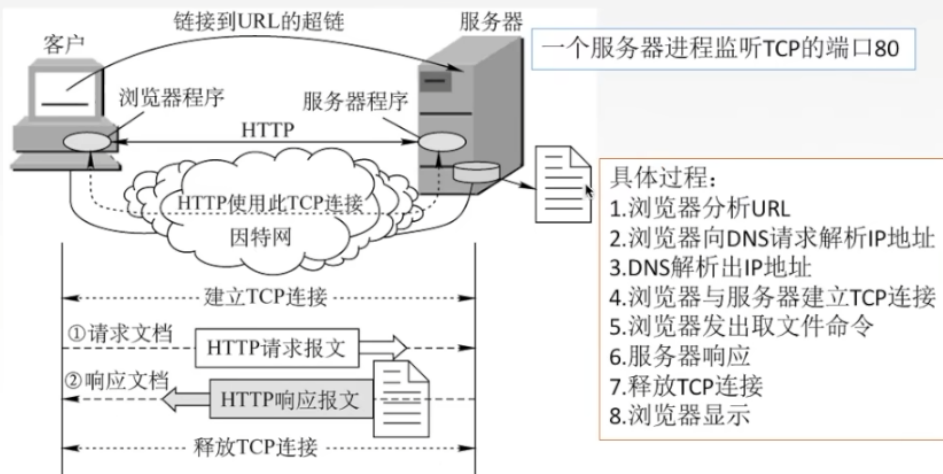 链接到URL的超链
服务器
客户
一个服务器进程监听TCP的端口80
浏览器程序
服务器程序
HTTP
HTTP使用此TCP连接
因特网
建立TCP连接
①请求文档
HTTP请求报文
②响应文档
HTTP响应报文
释放TCP连接
具体过程：
1.浏览器分析URL
2.浏览器向DNS请求解析IP地址
3.DNS解析出IP地址
4.浏览器与服务器建立TCP连接
5.浏览器发出取文件命令
6.服务器响应
7.释放TCP连接
8.浏览器显示